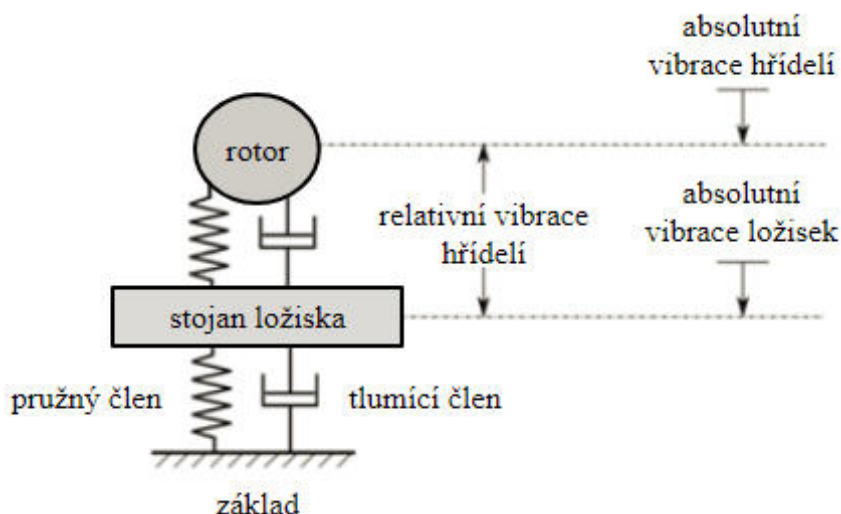 absolutní
vibrace hřídelí
rotor
relativní vibrace
hřídelí
absolutní
vibrace ložisek
stojan ložiska
pružný člen
tlumící člen
základ